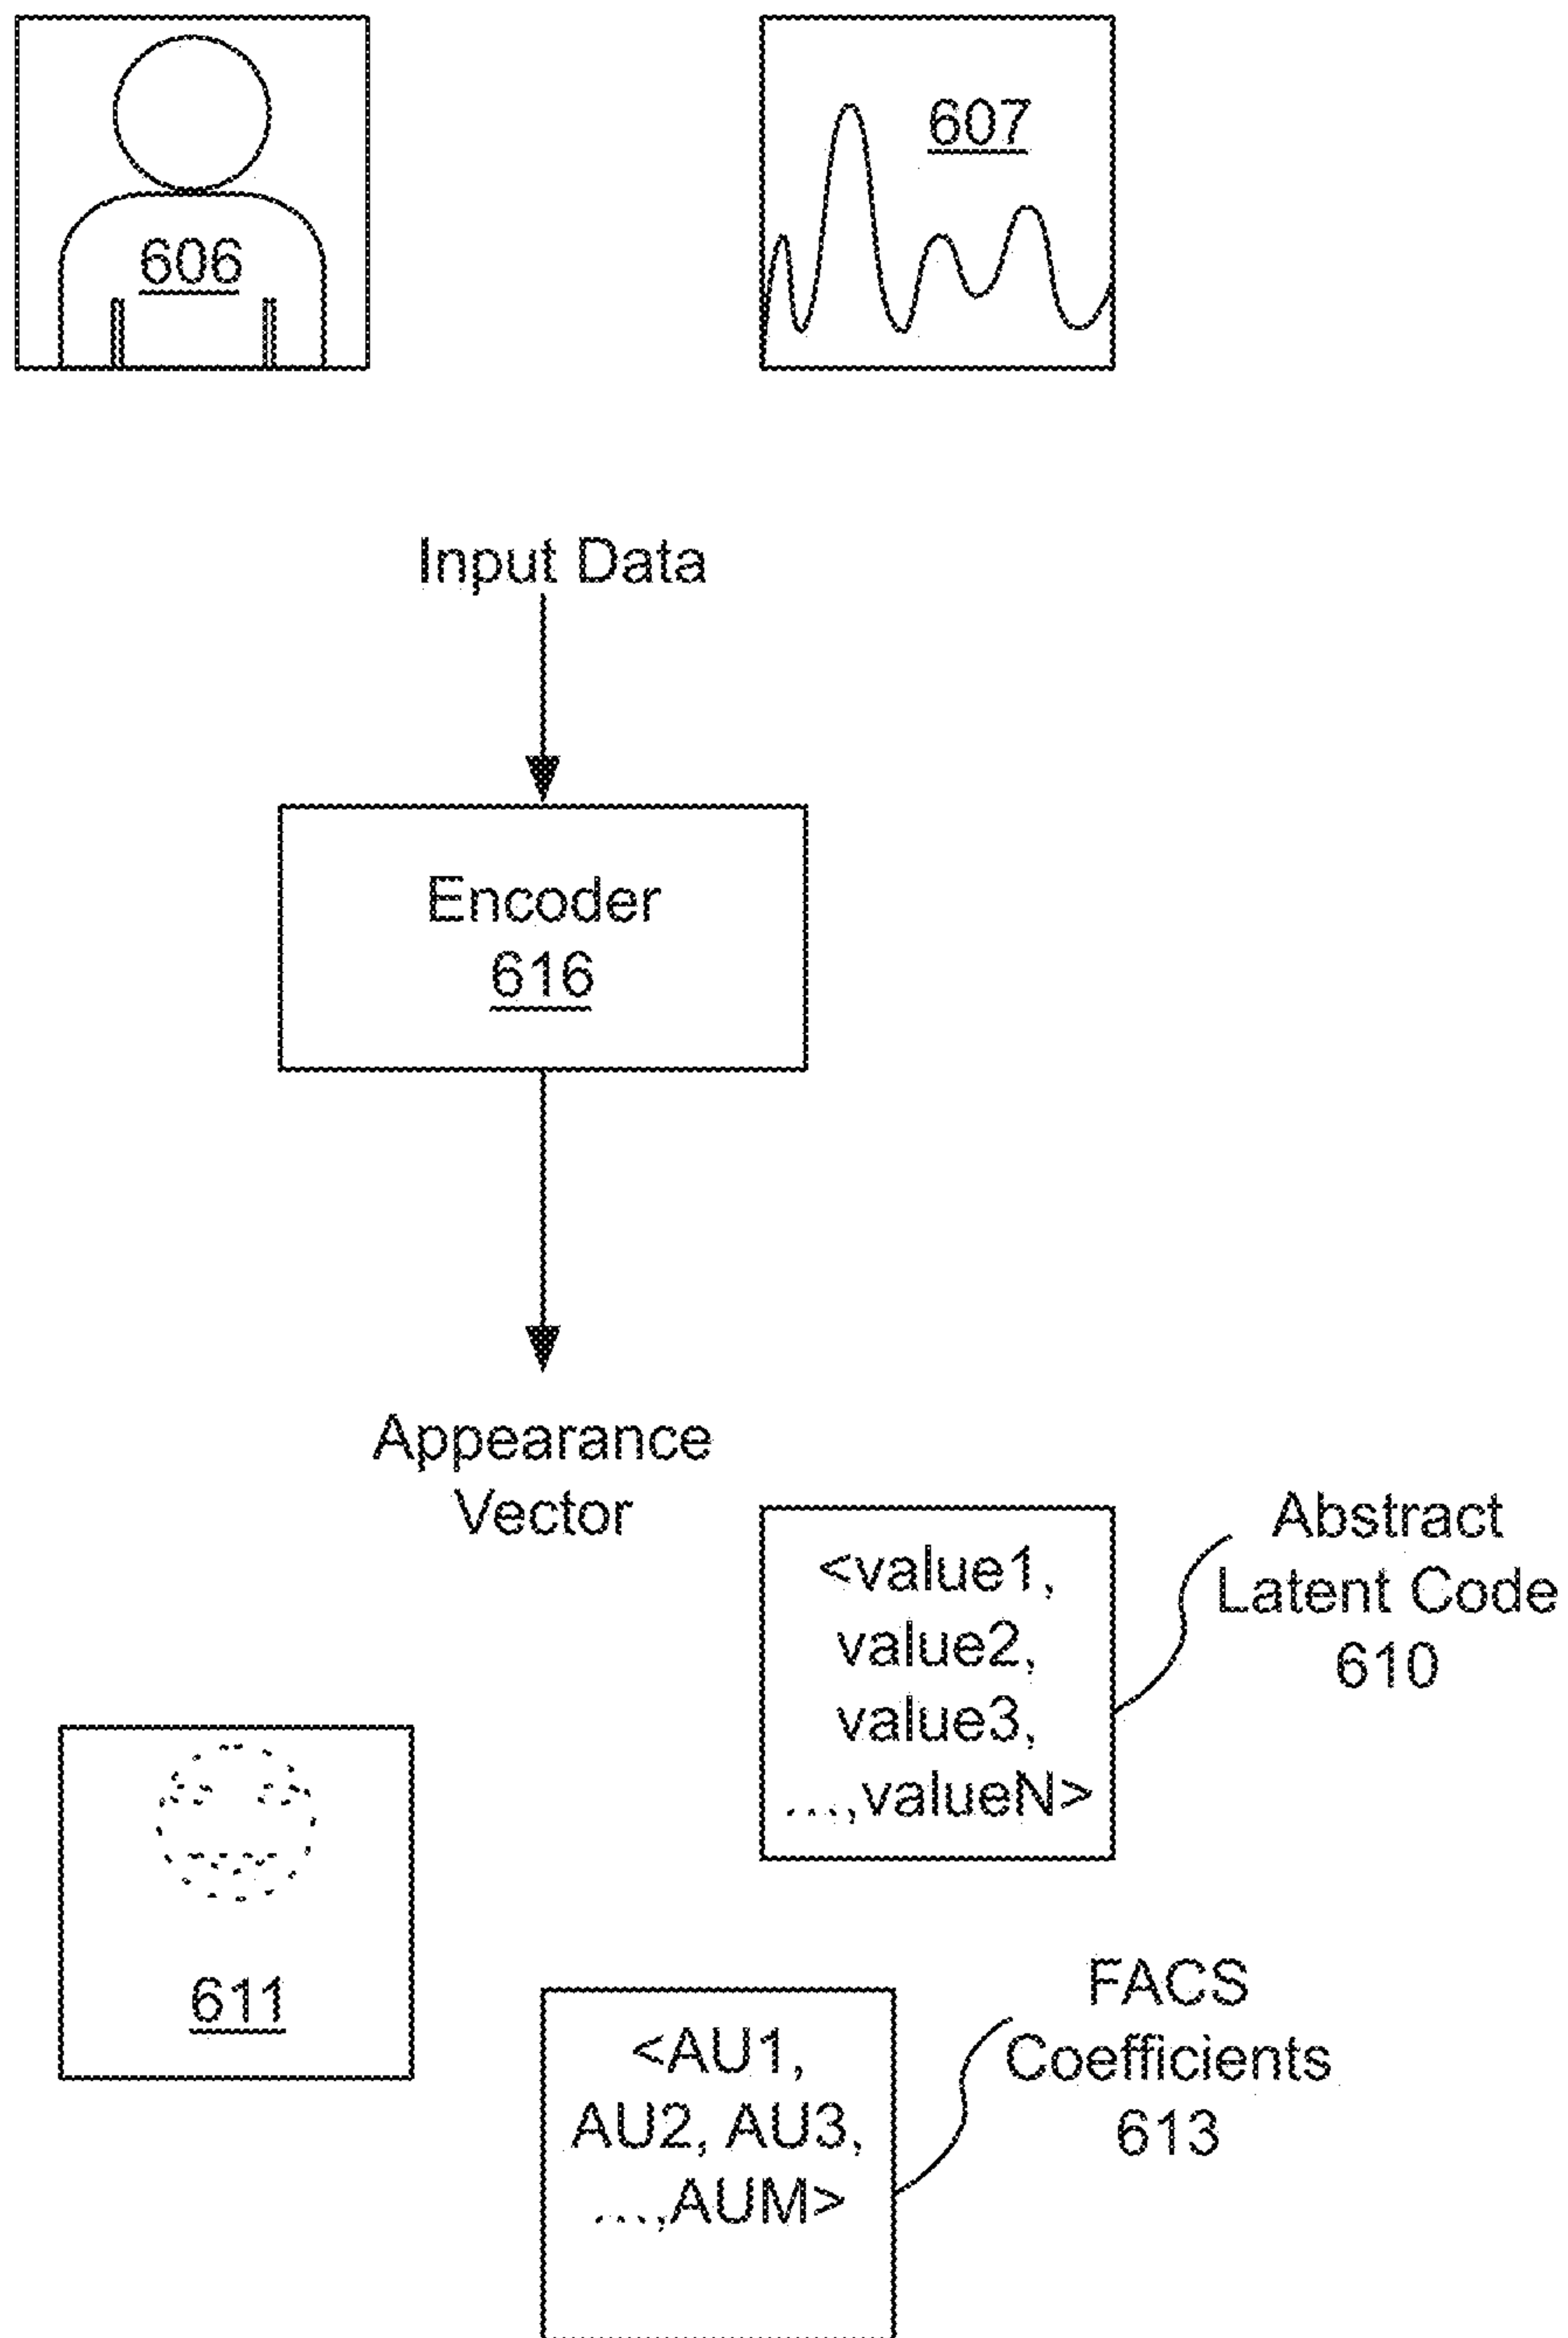 606
607
Input Data
Encoder
616
Appearance
Vector
<value1,
value2,
value3,
...,valueN>
Abstract
Latent Code
610
611
<AU1,
AU2, AU3,
...,AUM>
FACS
Coefficients
613